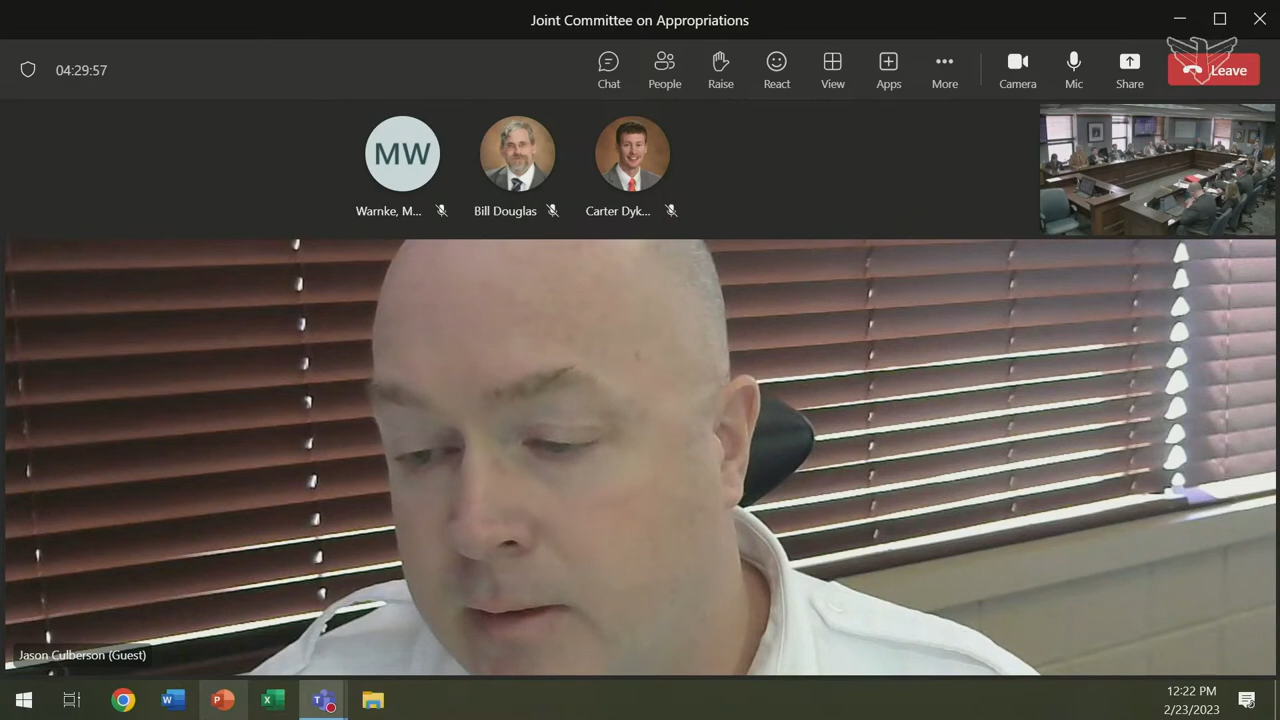 Joint Committee on Appropriations
04:29:57
Chat
People
Raise
React
View
Apps
More
Camera
Mic
Share
Leave
MW
Warnke, M...
Bill Douglas
Carter Dyk...
Jason Culberson (Guest)
W
P
X
T
12:22 PM
2/23/2023